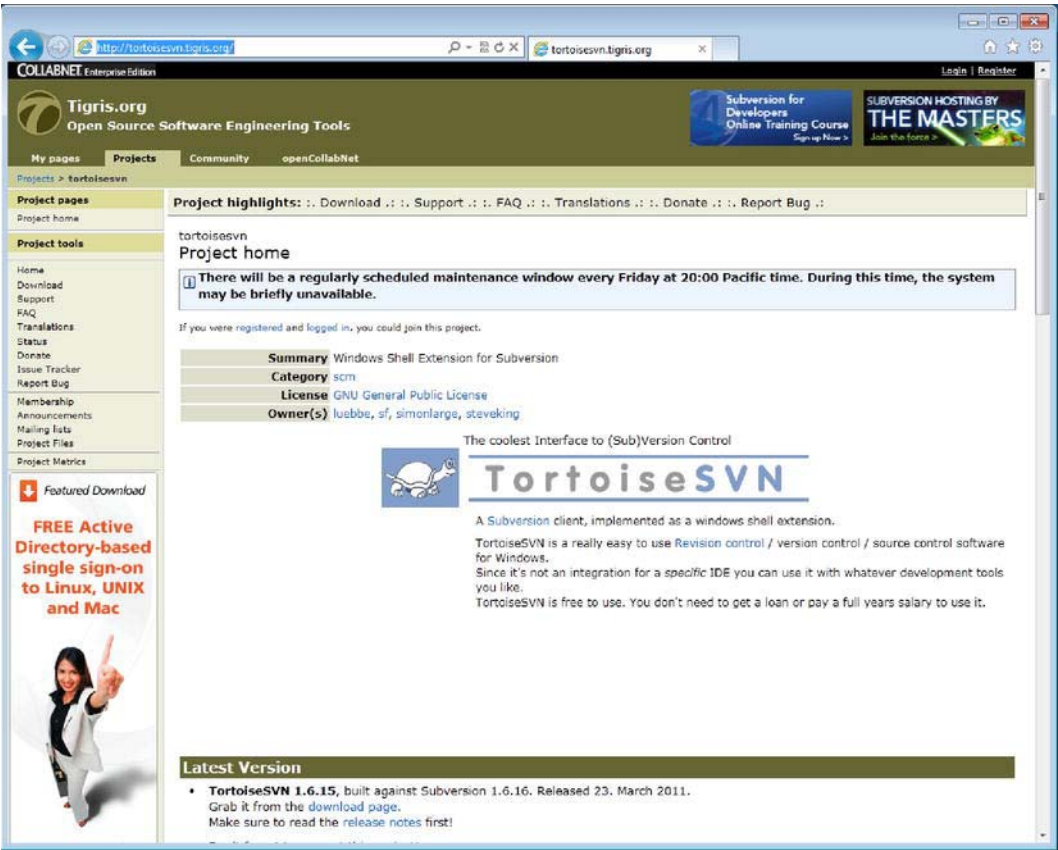 http://tortoisesvn.tigris.org/
tortoisesvn.tigris.org
COLLABNET Enterprise Edition
Login | Register
Tigris.org
Open Source Software Engineering Tools
Subversion for
Developers
Online Training Course
Sign up Now >
SUBVERSION HOSTING BY
THE MASTERS
Join the force >
My pages Projects Community openCollabNet
Projects > tortoisesvn
Project pages
Project home
Project tools
Home
Download
Support
FAQ
Translations
Status
Donate
Issue Tracker
Report Bug
Membership
Announcements
Mailing lists
Project Files
Project Metrics
Featured Download
FREE Active
Directory-based
single sign-on
to Linux, UNIX
and Mac
Project highlights: :. Download .: :. Support .: :. FAQ .: :. Translations .: :. Donate .: :. Report Bug .:
tortoisesvn
Project home
There will be a regularly scheduled maintenance window every Friday at 20:00 Pacific time. During this time, the system
may be briefly unavailable.
If you were registered and logged in, you could join this project.
Summary Windows Shell Extension for Subversion
Category scm
License GNU General Public License
Owner(s) luebbe, sf, simonlarge, steveking
The coolest Interface to (Sub)Version Control
TortoiseSVN
A Subversion client, implemented as a windows shell extension.
TortoiseSVN is a really easy to use Revision control / version control / source control software
for Windows.
Since it's not an integration for a specific IDE you can use it with whatever development tools
you like.
TortoiseSVN is free to use. You don't need to get a loan or pay a full years salary to use it.
Latest Version
• TortoiseSVN 1.6.15, built against Subversion 1.6.16. Released 23. March 2011.
Grab it from the download page.
Make sure to read the release notes first!